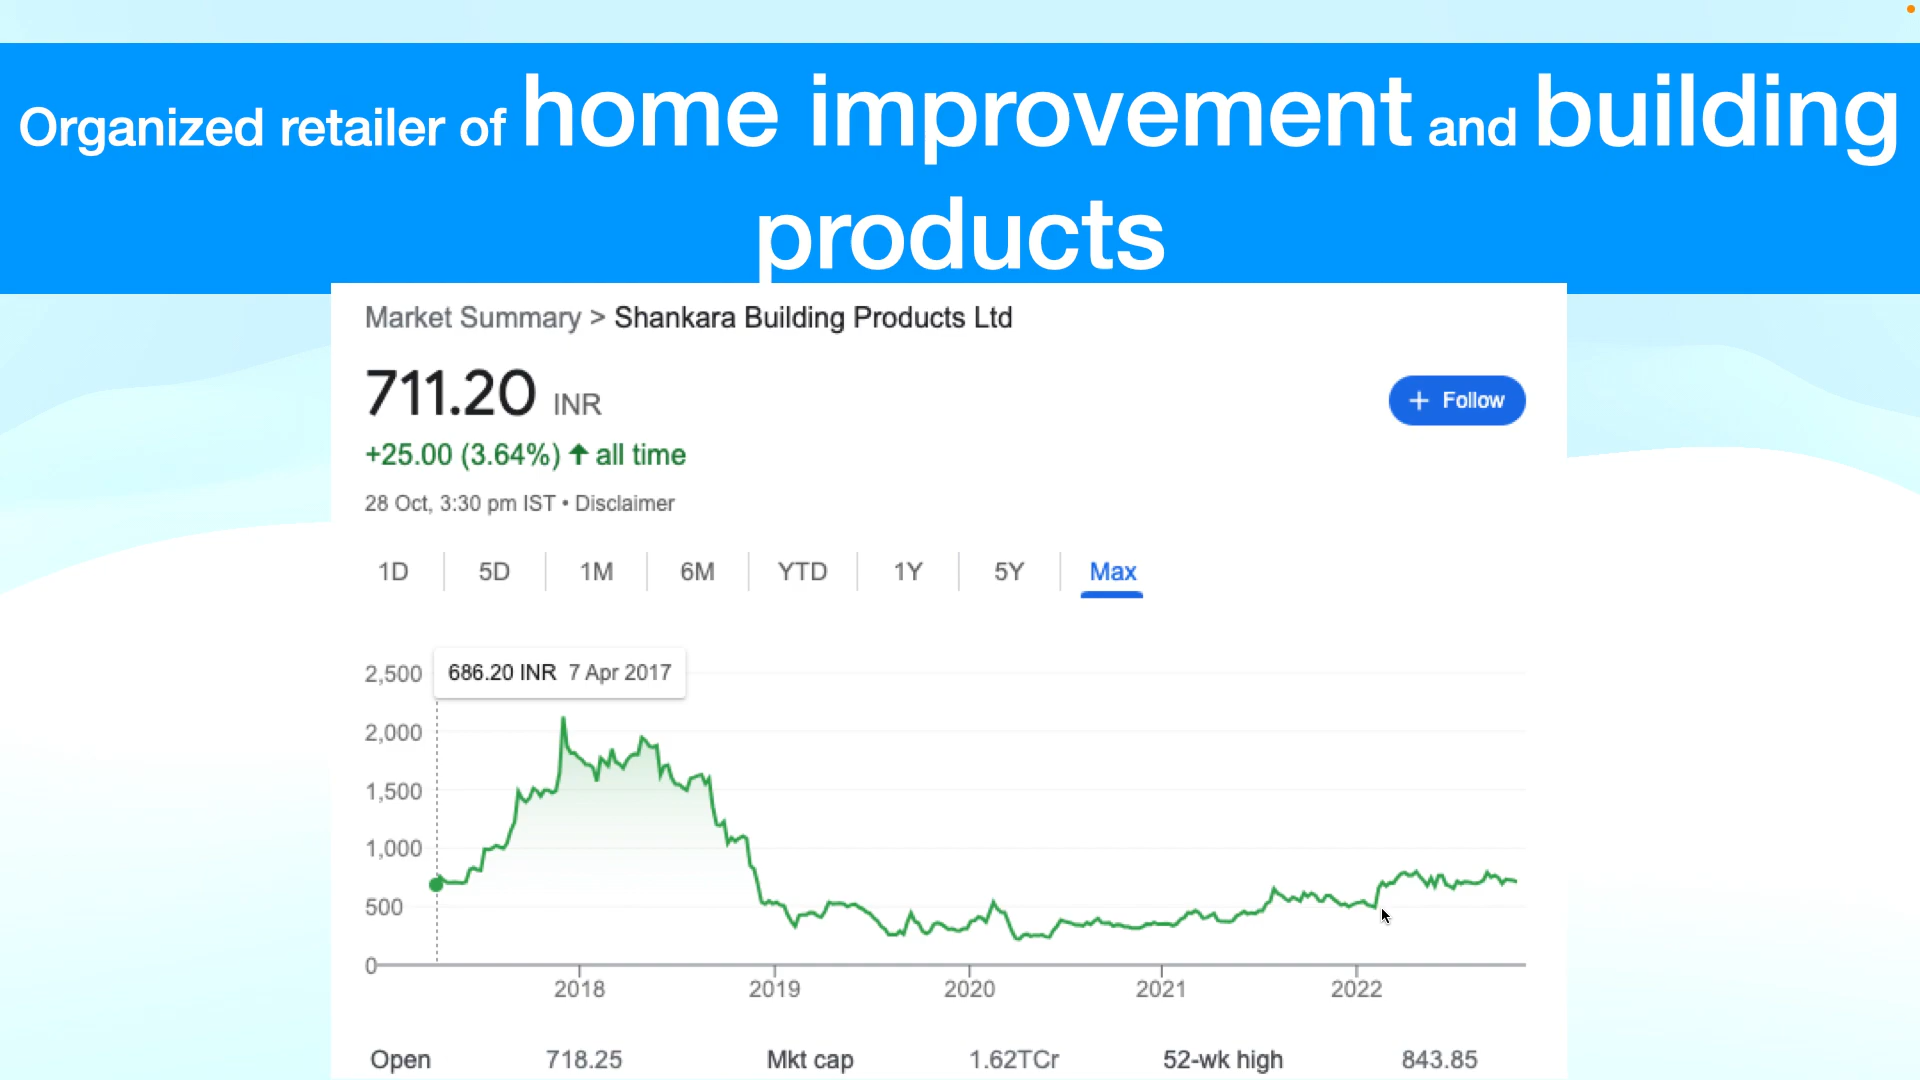 Organized retailer of home improvement and building
products
Market Summary > Shankara Building Products Ltd
711.20 INR
+ Follow
+25.00 (3.64%) ↑ all time
28 Oct, 3:30 pm IST • Disclaimer
1D 5D 1M 6M YTD 1Y 5Y Max
2,500
686.20 INR 7 Apr 2017
2,000
1,500
1,000
500
0
2018 2019 2020 2021 2022
Open 718.25 Mkt cap 1.62TCr 52-wk high 843.85